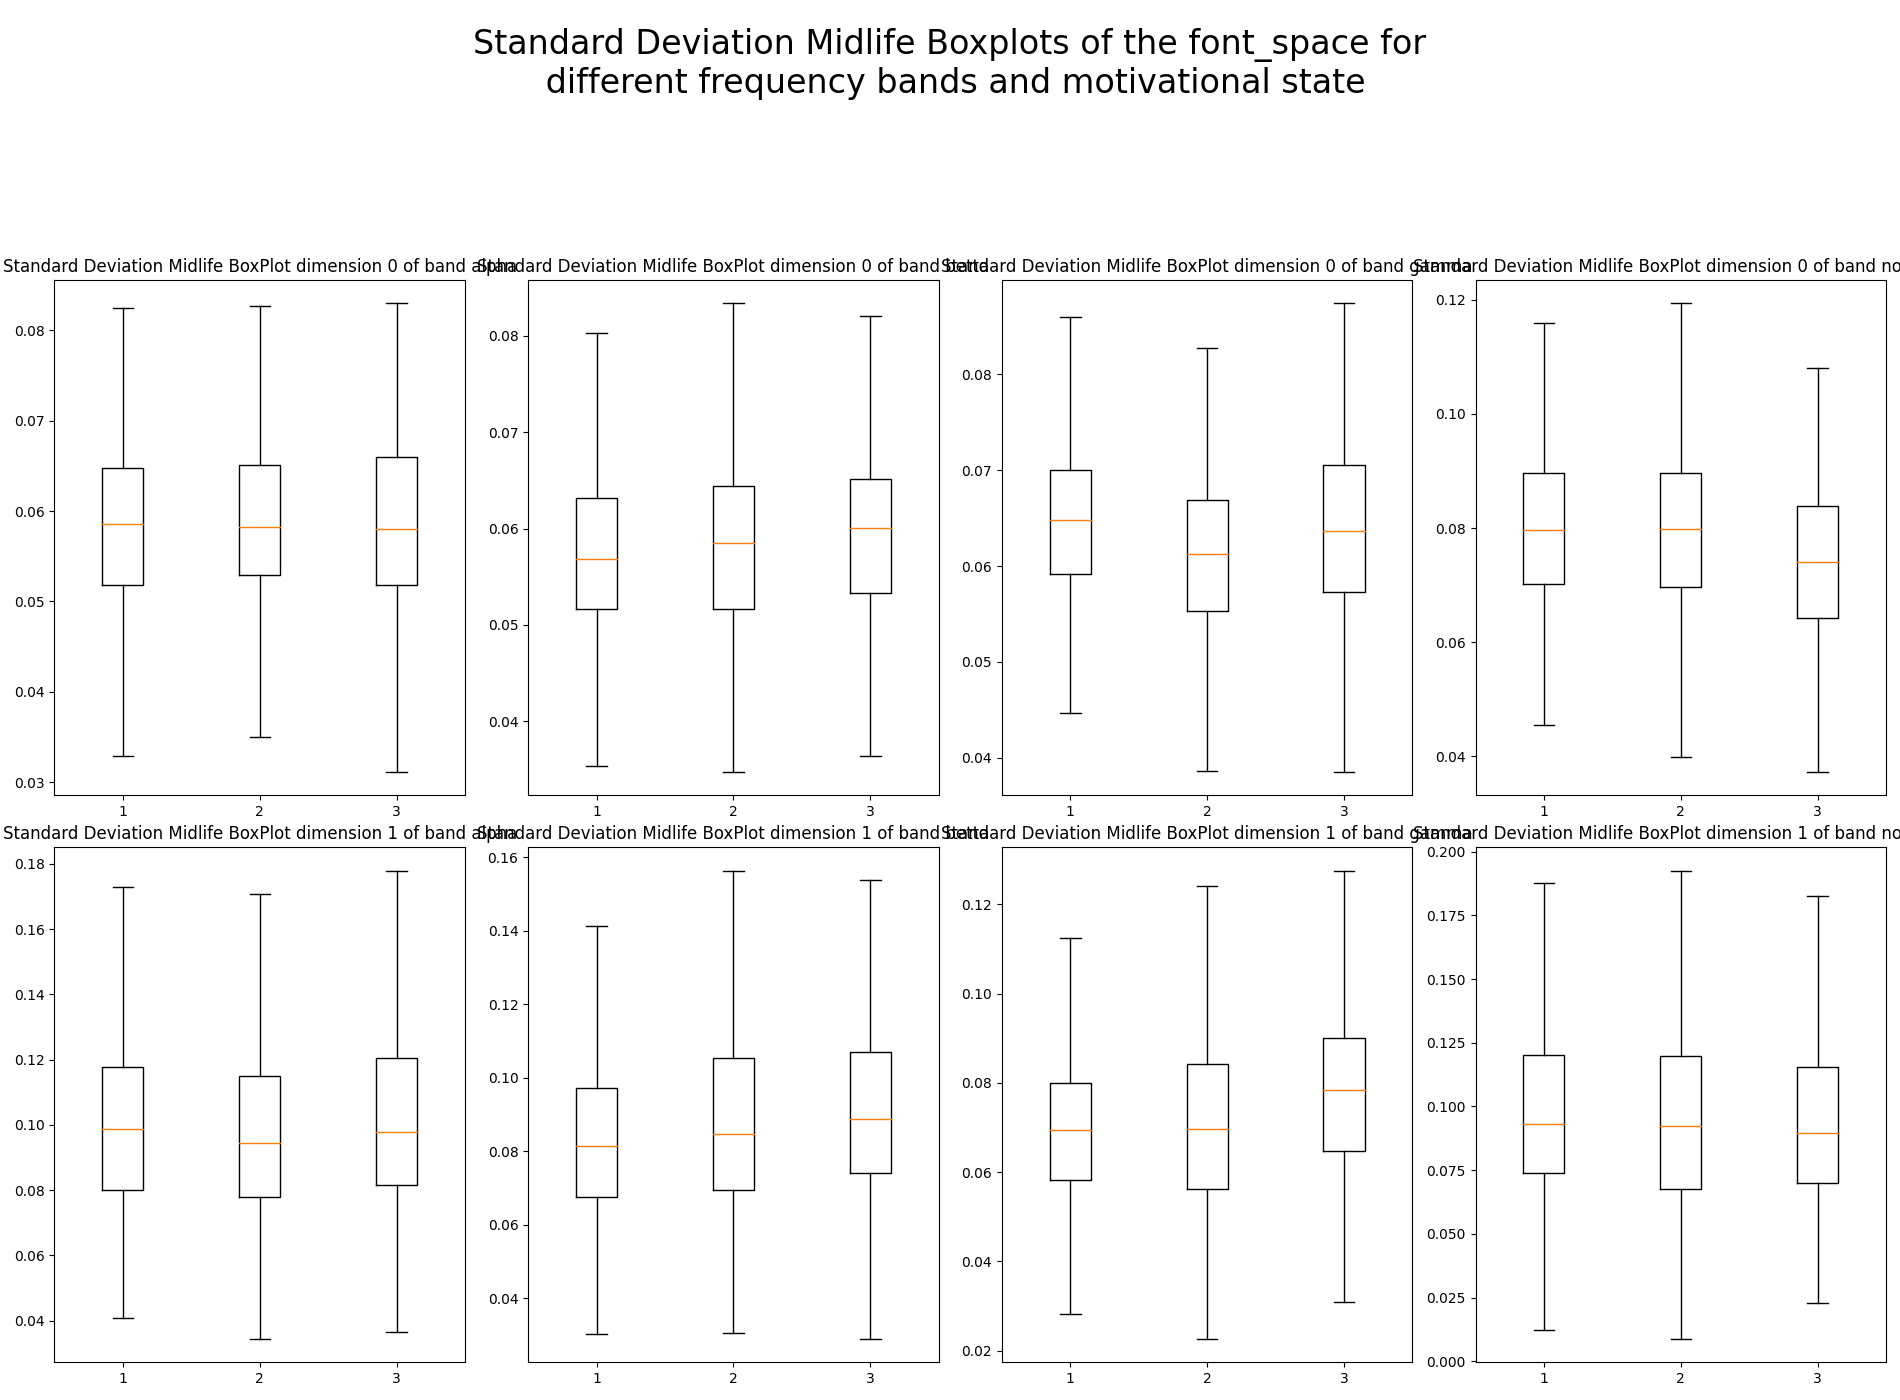 Standard Deviation Midlife Boxplots of the font_space for
different frequency bands and motivational state
Standard Deviation Midlife BoxPlot dimension 0 of band alpha
0.08
0.07
0.06
0.05
0.04
0.03
1 2 3
Standard Deviation Midlife BoxPlot dimension 0 of band betta
0.08
0.07
0.06
0.05
0.04
1 2 3
Standard Deviation Midlife BoxPlot dimension 0 of band gamma
0.08
0.07
0.06
0.05
0.04
1 2 3
Standard Deviation Midlife BoxPlot dimension 0 of band no
0.12
0.10
0.08
0.06
0.04
1 2 3
Standard Deviation Midlife BoxPlot dimension 1 of band alpha
0.18
0.16
0.14
0.12
0.10
0.08
0.06
0.04
1 2 3
Standard Deviation Midlife BoxPlot dimension 1 of band betta
0.16
0.14
0.12
0.10
0.08
0.06
0.04
1 2 3
Standard Deviation Midlife BoxPlot dimension 1 of band gamma
0.12
0.10
0.08
0.06
0.04
0.02
1 2 3
Standard Deviation Midlife BoxPlot dimension 1 of band no
0.200
0.175
0.150
0.125
0.100
0.075
0.050
0.025
0.000
1 2 3